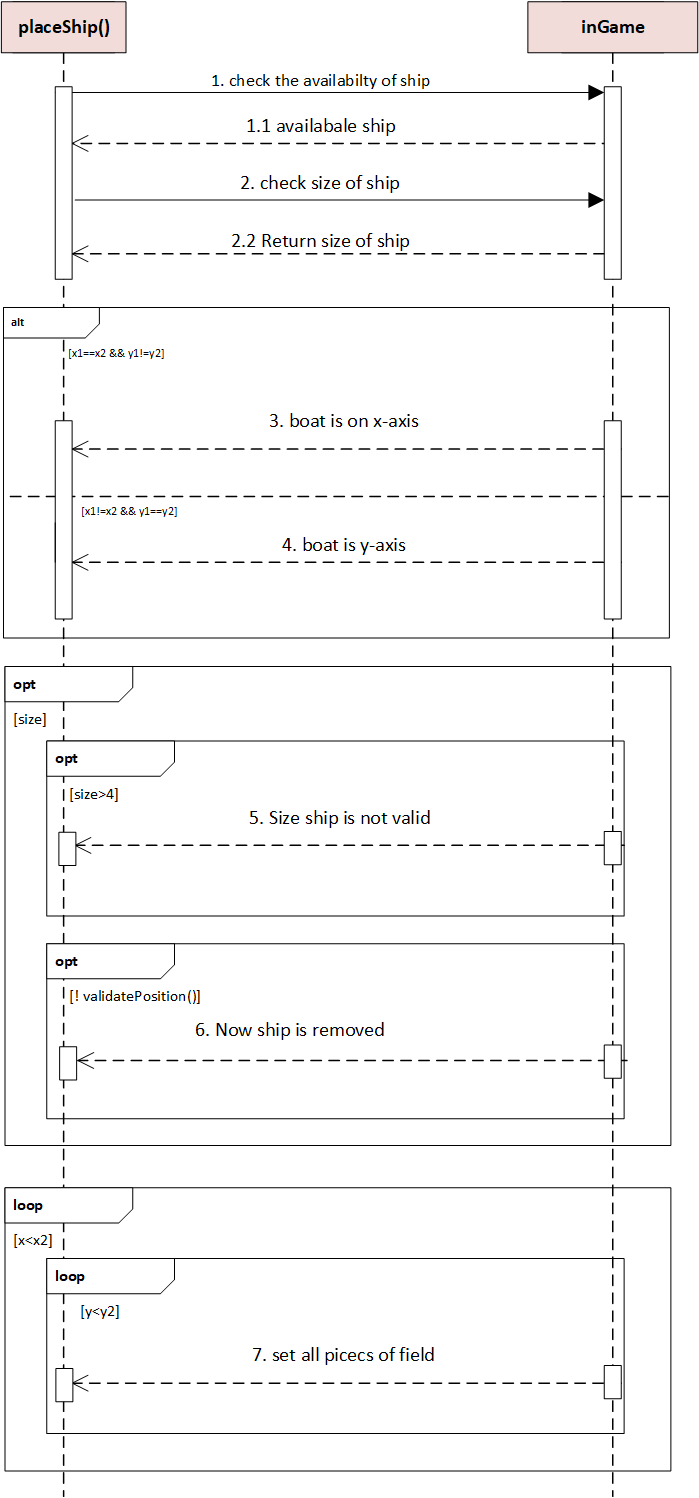 placeShip()
inGame
1. check the availabilty of ship
1.1 availabale ship
2. check size of ship
2.2 Return size of ship
alt
[x1==x2 && y1!=y2]
3. boat is on x-axis
[x1!=x2 && y1==y2]
4. boat is y-axis
opt
[size]
opt
[size>4]
5. Size ship is not valid
opt
[! validatePosition()]
6. Now ship is removed
loop
[x<x2]
loop
[y<y2]
7. set all picecs of field